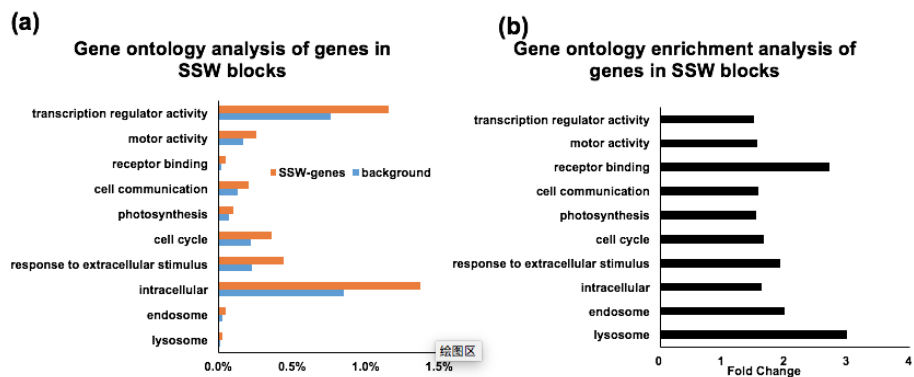 (a)
Gene ontology analysis of genes in
SSW blocks
transcription regulator activity
motor activity
receptor binding
cell communication
photosynthesis
cell cycle
response to extracellular stimulus
intracellular
endosome
lysosome
SSW-genes background
绘图区
0.0% 0.5% 1.0% 1.5%
(b)
Gene ontology enrichment analysis of
genes in SSW blocks
transcription regulator activity
motor activity
receptor binding
cell communication
photosynthesis
cell cycle
response to extracellular stimulus
intracellular
endosome
lysosome
0 1 2 3 4
Fold Change